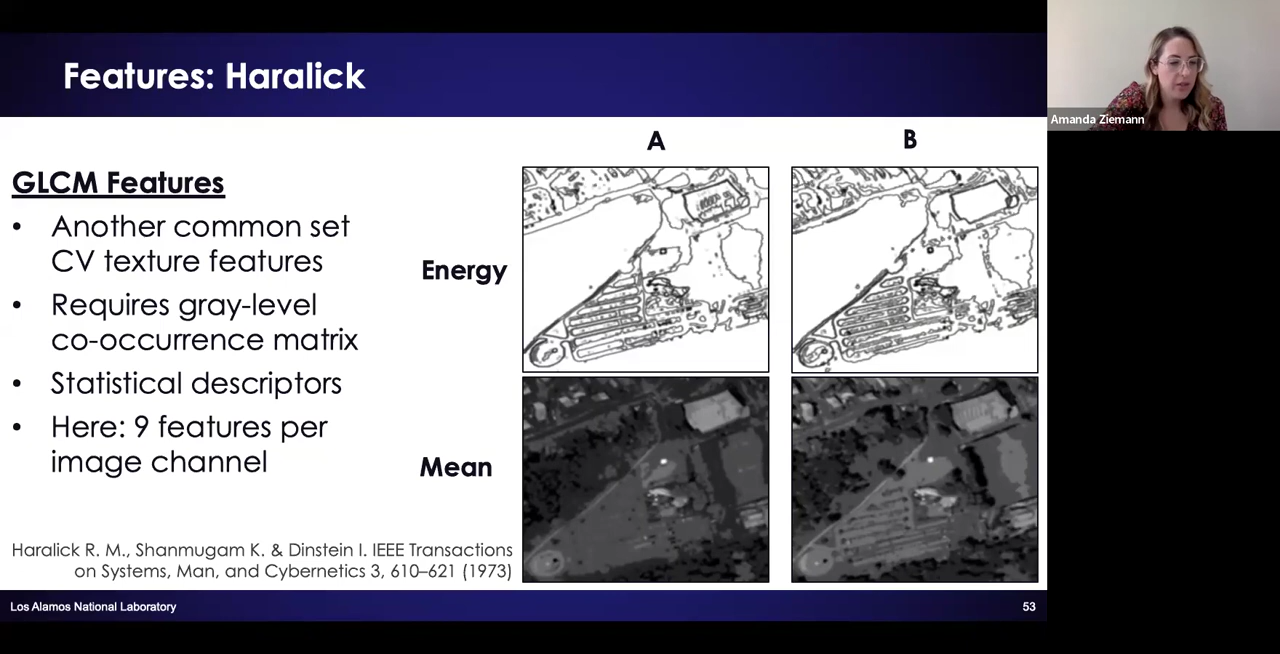 Features: Haralick
Amanda Ziemann
A
B
GLCM Features
• Another common set
CV texture features
• Requires gray-level
co-occurrence matrix
• Statistical descriptors
• Here: 9 features per
image channel
Energy
Mean
Haralick R. M., Shanmugam K. & Dinstein I. IEEE Transactions
on Systems, Man, and Cybernetics 3, 610–621 (1973)
Los Alamos National Laboratory
53